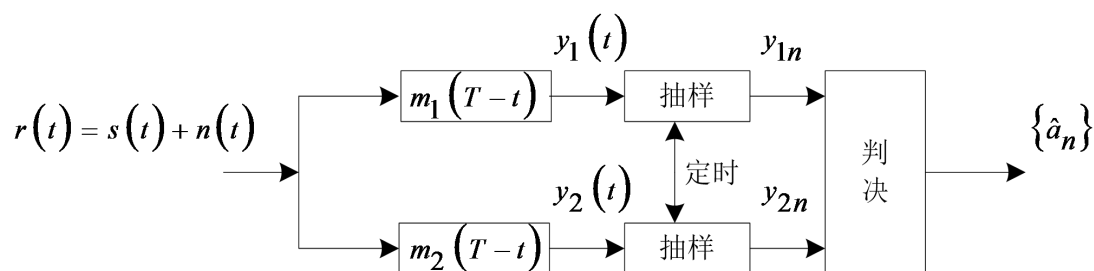 y₁(t)
y₁ₙ
m₁(T − t)
抽样
r(t) = s(t) + n(t)
定时
判决
{âₙ}
y₂(t)
y₂ₙ
m₂(T − t)
抽样